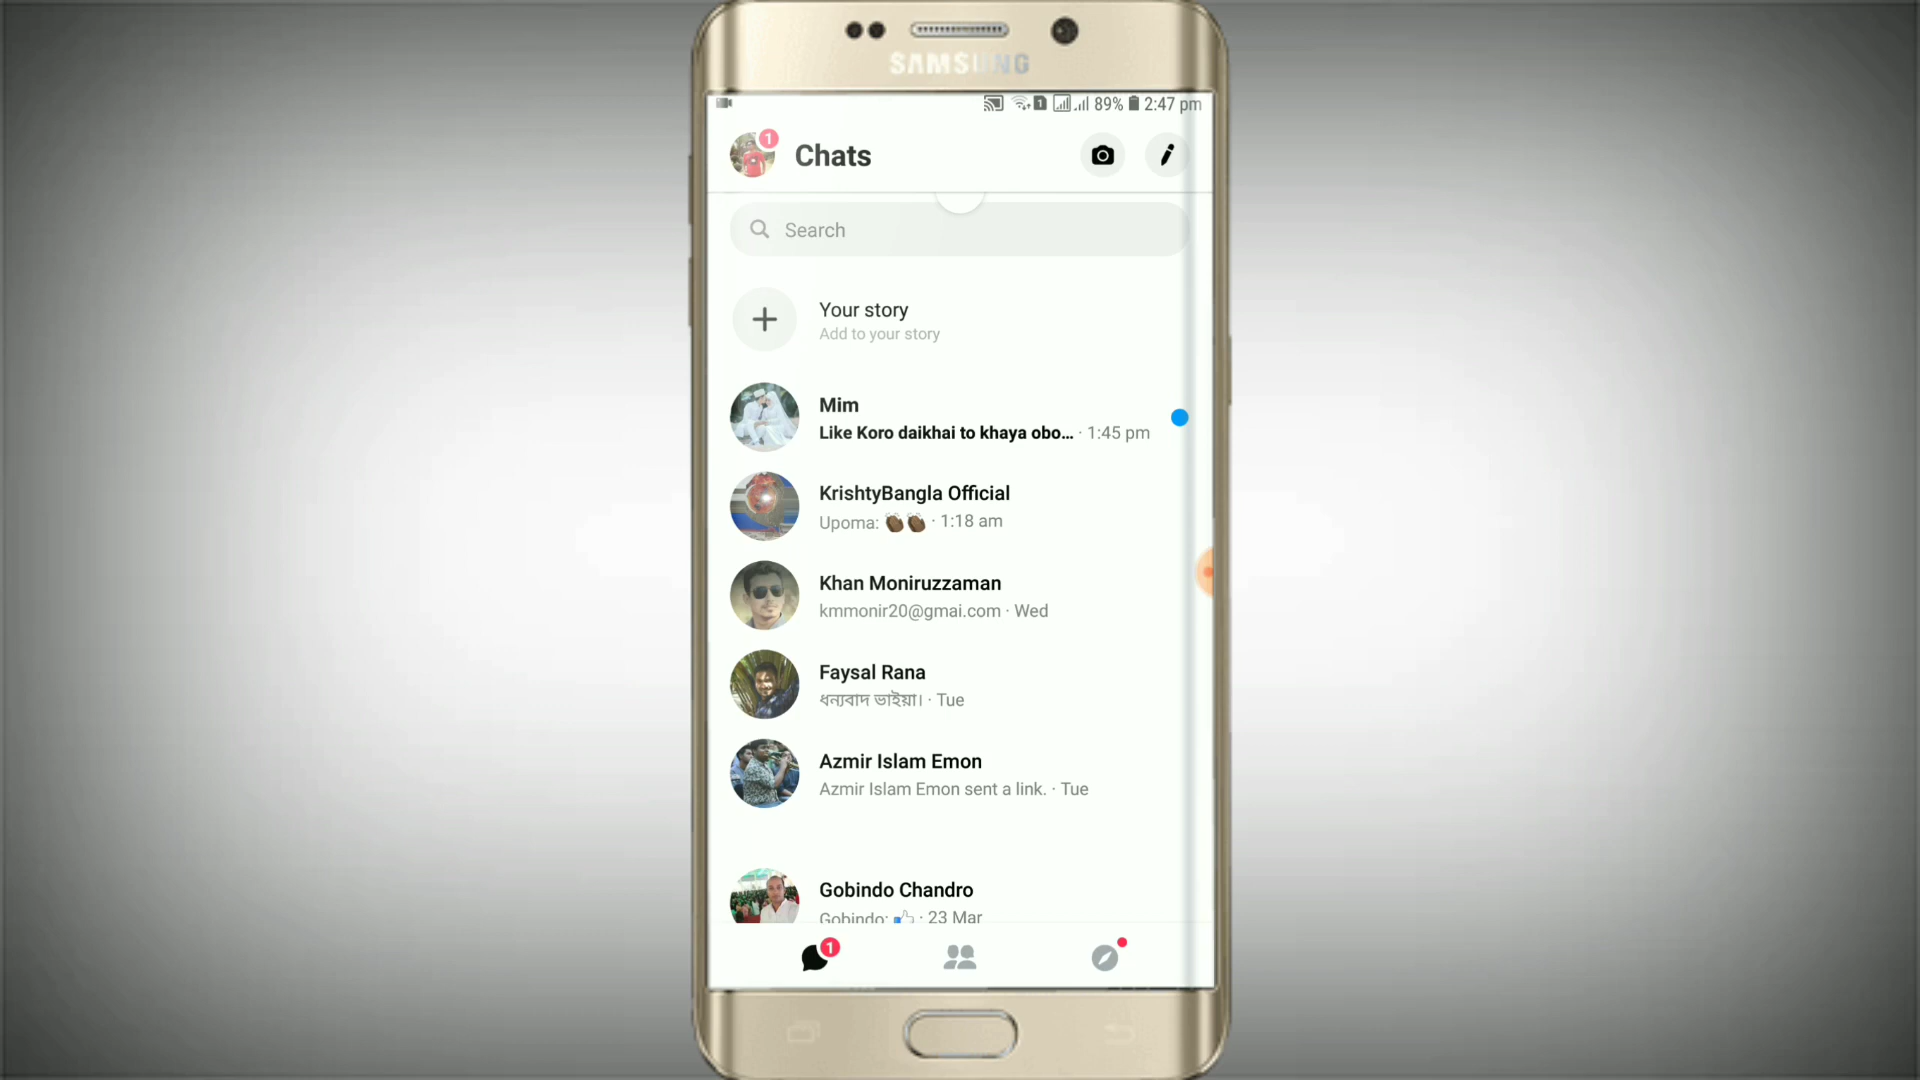 SAMSUNG
1 89% 2:47 pm
1
Chats
Search
Your story
Add to your story
Mim
Like Koro daikhai to khaya obo... · 1:45 pm
KrishtyBangla Official
Upoma: 👏🏿👏🏿 · 1:18 am
Khan Moniruzzaman
kmmonir20@gmai.com · Wed
Faysal Rana
ধন্যবাদ ভাইয়া। · Tue
Azmir Islam Emon
Azmir Islam Emon sent a link. · Tue
Gobindo Chandro
Gobindo: 👍 · 23 Mar
1